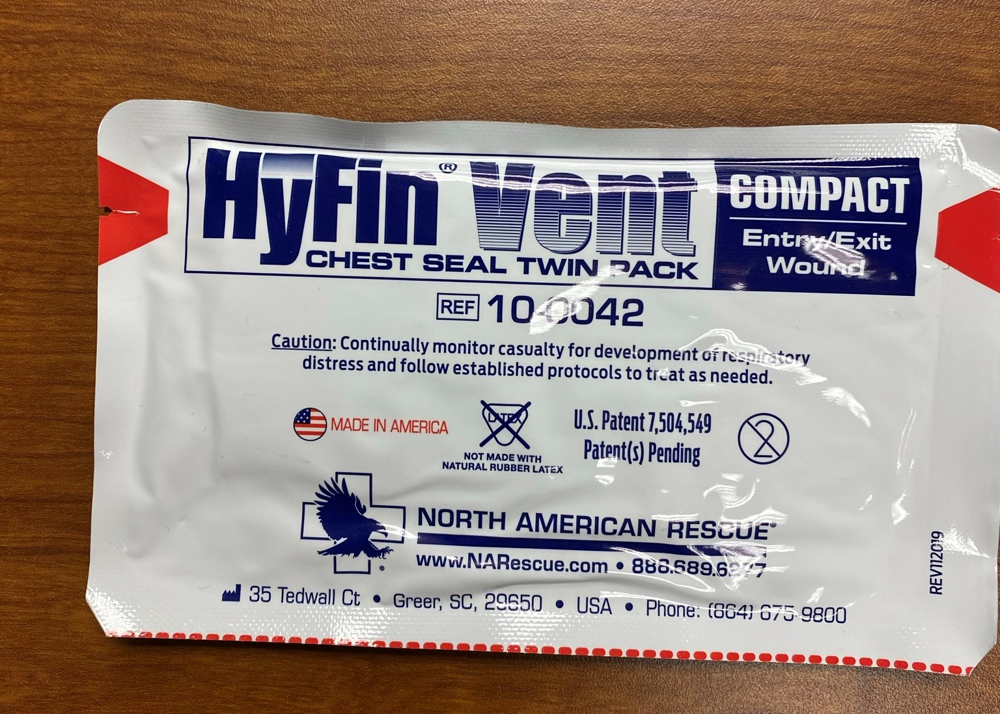 HyFin® Vent
CHEST SEAL TWIN PACK
COMPACT
Entry/Exit
Wound
REF 10-0042
Caution: Continually monitor casualty for development of respiratory
distress and follow established protocols to treat as needed.
MADE IN AMERICA
LATEX
NOT MADE WITH
NATURAL RUBBER LATEX
U.S. Patent 7,504,549
Patent(s) Pending
2
NORTH AMERICAN RESCUE®
www.NARescue.com • 888.689.6277
®
35 Tedwall Ct • Greer, SC, 29650 • USA • Phone: (864) 675-9800
REV112019